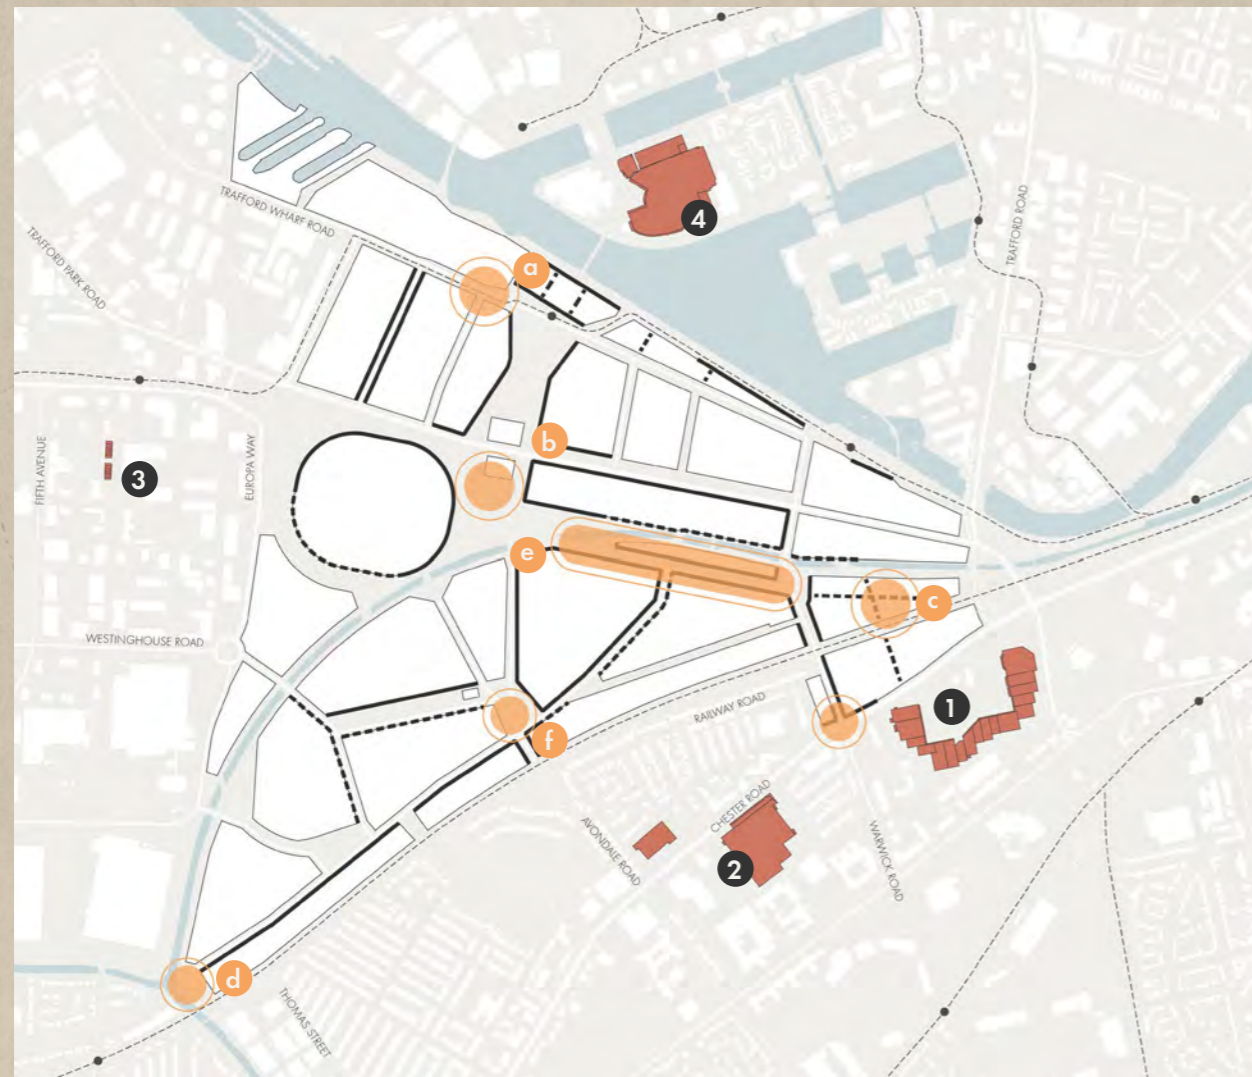 4
TRAFFORD WHARF ROAD
TRAFFORD ROAD
TRAFFORD PARK ROAD
a
b
FIFTH AVENUE
3
EUROPA WAY
e
c
WESTINGHOUSE ROAD
1
RAILWAY ROAD
f
CHESTER ROAD
AVONDALE ROAD
2
WARWICK ROAD
d
THOMAS STREET